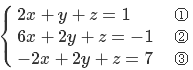 2x + y + z = 1 ①
6x + 2y + z = -1 ②
-2x + 2y + z = 7 ③